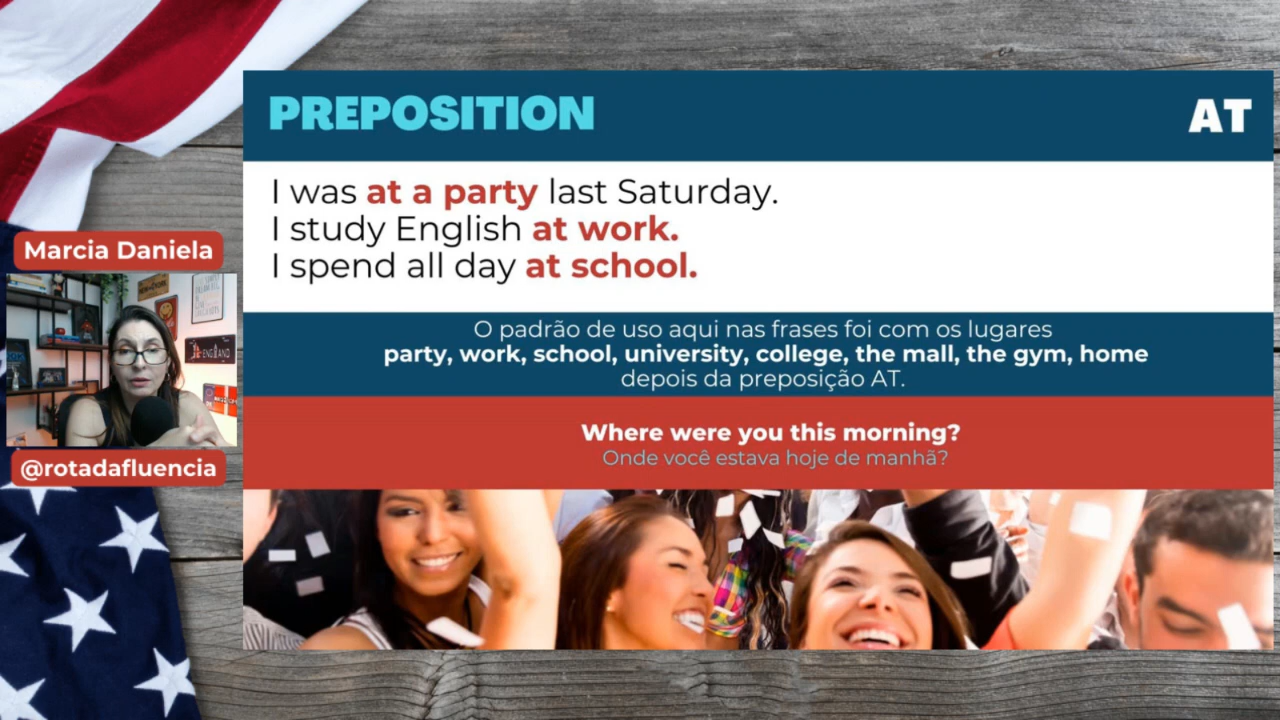 PREPOSITION
AT
I was at a party last Saturday.
I study English at work.
I spend all day at school.
Marcia Daniela
@rotadafluencia
O padrão de uso aqui nas frases foi com os lugares
party, work, school, university, college, the mall, the gym, home
depois da preposição AT.
Where were you this morning?
Onde você estava hoje de manhã?